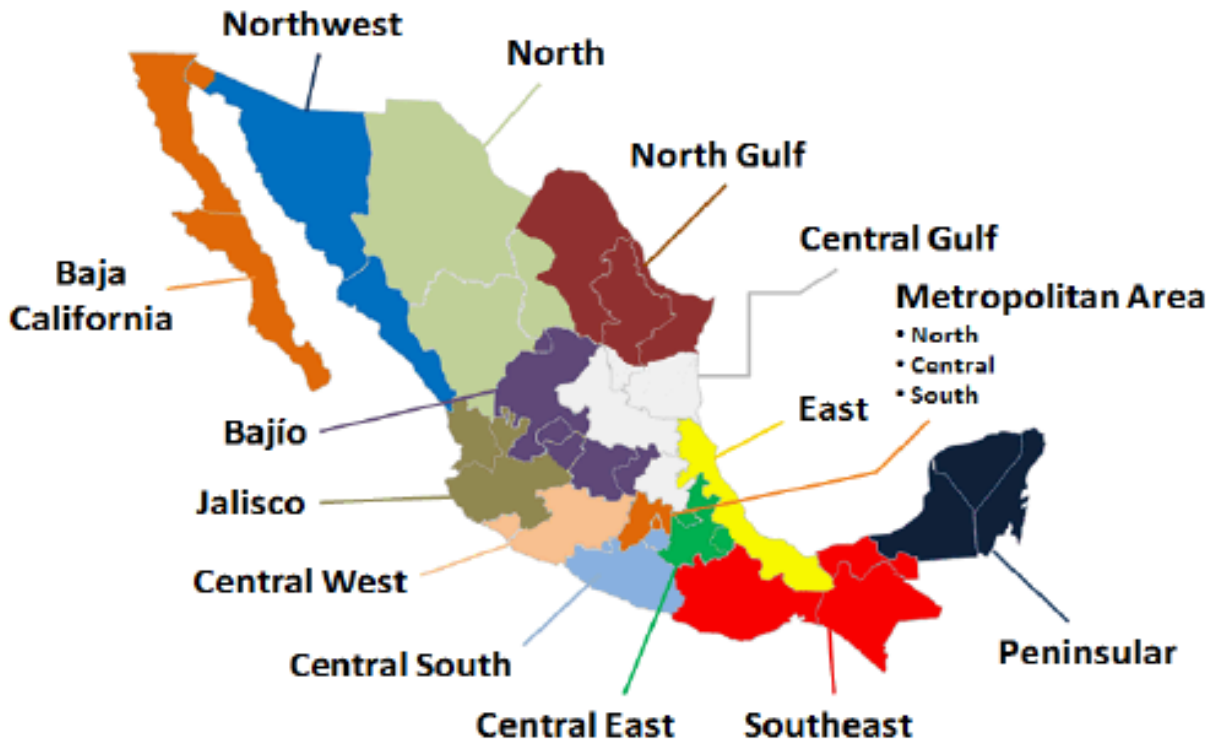 Northwest
North
North Gulf
Central Gulf
Baja
California
Metropolitan Area
• North
• Central
• South
East
Bajío
Jalisco
Central West
Central South
Peninsular
Central East
Southeast